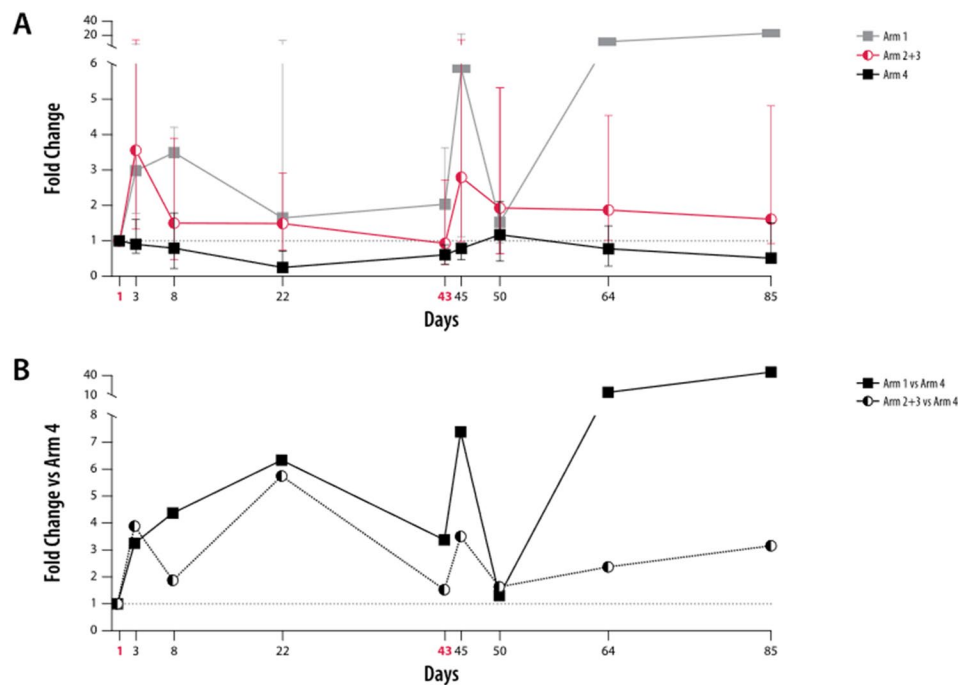 A
40
20
6
5
4
3
2
1
0
Fold Change
1 3 8 22 43 45 50 64 85
Days
Arm 1
Arm 2+3
Arm 4
B
40
10
8
7
6
5
4
3
2
1
0
Fold Change vs Arm 4
1 3 8 22 43 45 50 64 85
Days
Arm 1 vs Arm 4
Arm 2+3 vs Arm 4